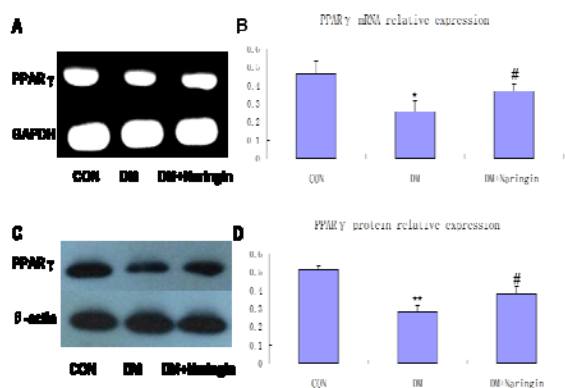 A
PPARγ
GAPDH
CON DM DM+Naringin
B
PPARγ mRNA relative expression
0.6
0.5
0.4
0.3
0.2
0.1
0
*
#
CON DM DM+Naringin
C
PPARγ
β-actin
CON DM DM+Naringin
D
PPARγ protein relative expression
0.6
0.5
0.4
0.3
0.2
0.1
0
**
#
CON DM DM+Naringin